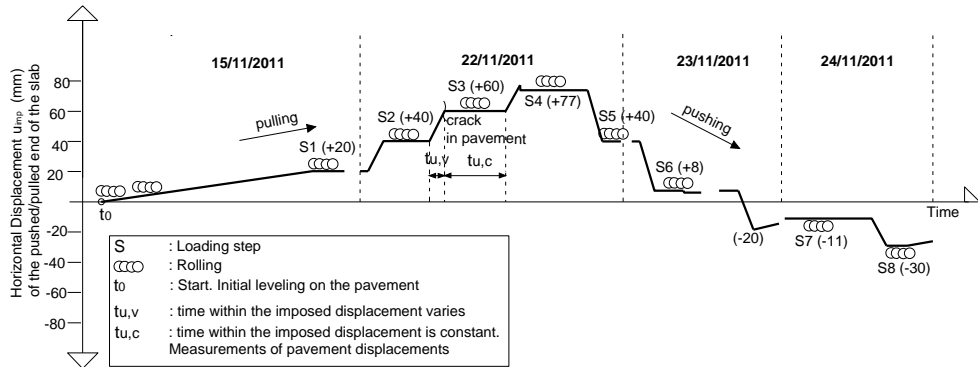 Horizontal Displacement uimp (mm)
of the pushed/pulled end of the slab
80
60
40
20
-20
-40
-60
-80
15/11/2011
22/11/2011
23/11/2011
24/11/2011
pulling
pushing
t0
S1 (+20)
S2 (+40)
S3 (+60)
crack
in pavement
tu,v
tu,c
S4 (+77)
S5 (+40)
S6 (+8)
(-20)
S7 (-11)
S8 (-30)
Time
S : Loading step
: Rolling
t0 : Start. Initial leveling on the pavement
tu,v : time within the imposed displacement varies
tu,c : time within the imposed displacement is constant.
Measurements of pavement displacements